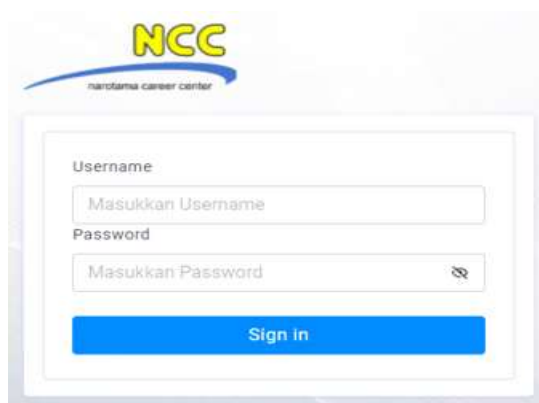 NCC
narotama career center
Username
Masukkan Username
Password
Masukkan Password
Sign in